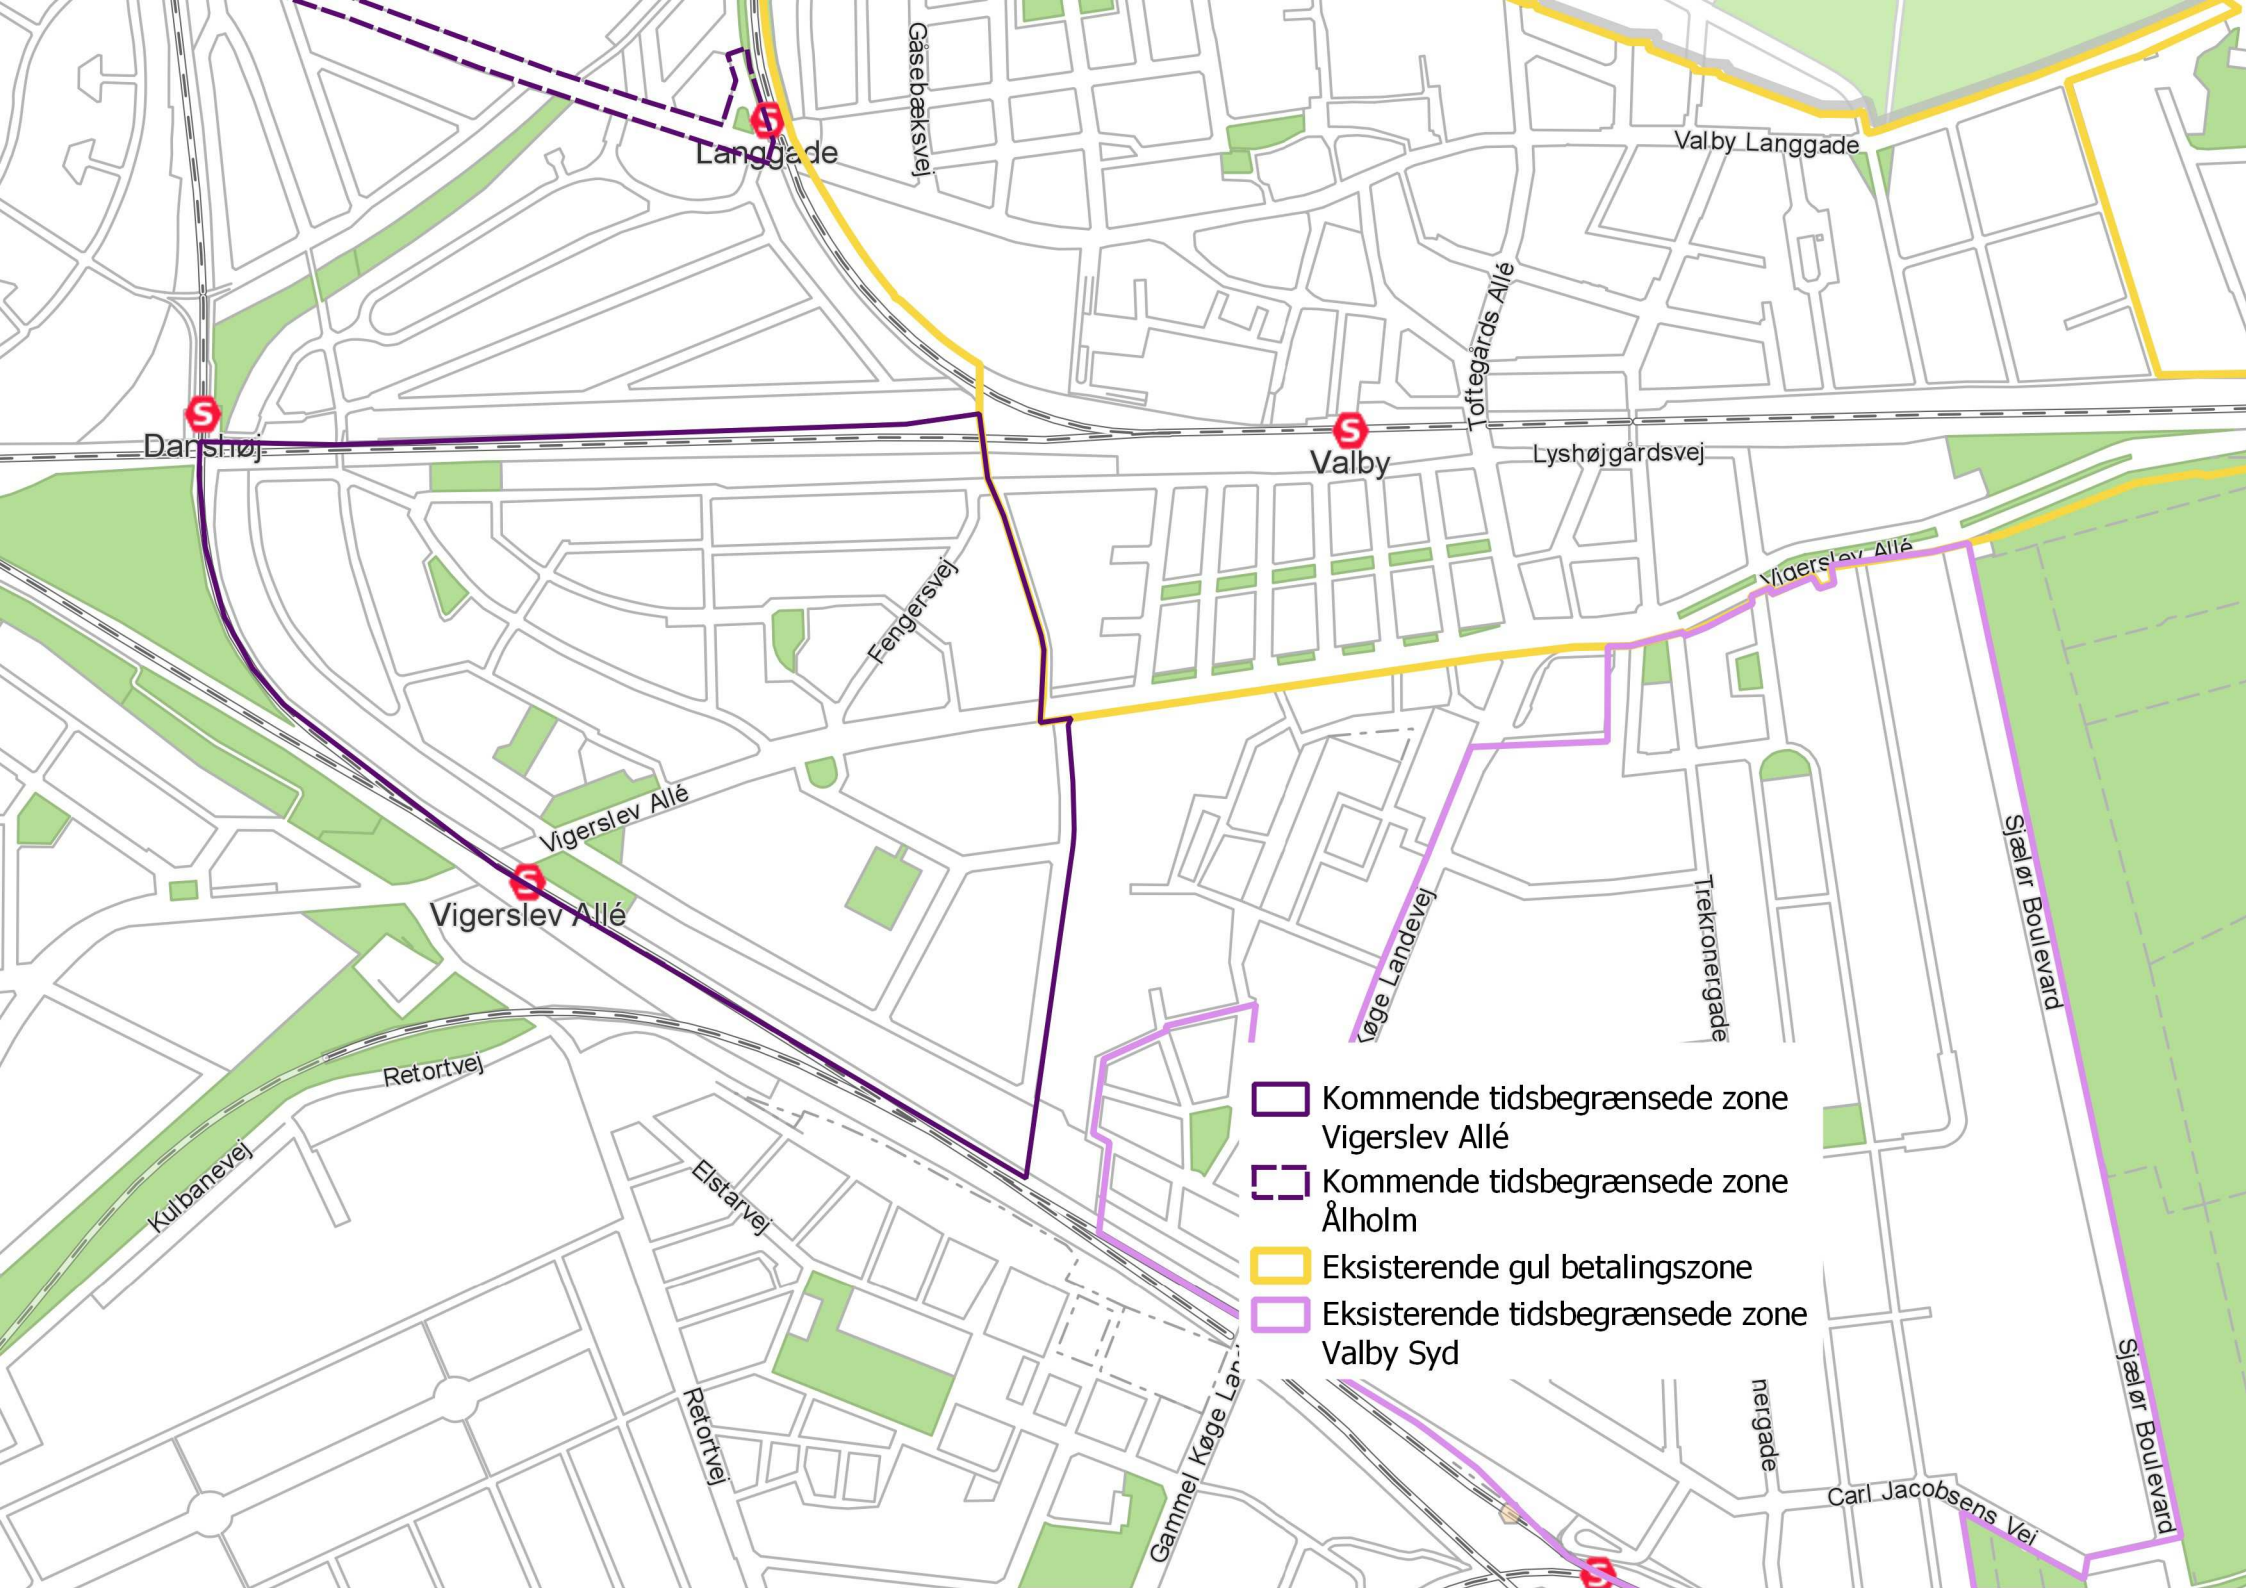 Gåsebæksvej
Valby Langgade
Langgade
S
Toftegårds Allé
S
Danshøj
S
Valby
Lyshøjgårdsvej
Vigerslev Allé
Fengersvej
Vigerslev Allé
S
Vigerslev Allé
Sjælør Boulevard
Trekronergade
Køge Landevej
Retortvej
Kulbanevej
Elstarvej
Kommende tidsbegrænsede zone
Vigerslev Allé
Kommende tidsbegrænsede zone
Ålholm
Eksisterende gul betalingszone
Eksisterende tidsbegrænsede zone
Valby Syd
Retortvej
Gammel Køge Lan
nergade
Sjælør Boulevard
Carl Jacobsens Vej
S
S